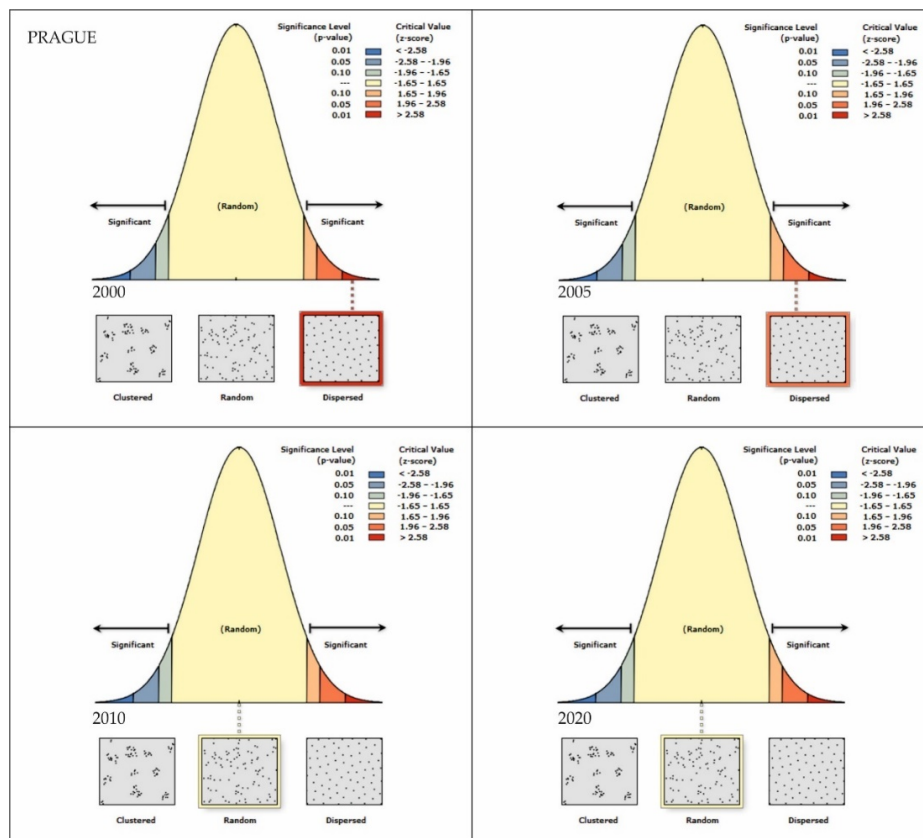 PRAGUE
Significance Level Critical Value
(p-value) (z-score)
0.01 < -2.58
0.05 -2.58 – -1.96
0.10 -1.96 – -1.65
--- -1.65 – 1.65
0.10 1.65 – 1.96
0.05 1.96 – 2.58
0.01 > 2.58
(Random)
Significant Significant
2000
Clustered Random Dispersed
Significance Level Critical Value
(p-value) (z-score)
0.01 < -2.58
0.05 -2.58 – -1.96
0.10 -1.96 – -1.65
--- -1.65 – 1.65
0.10 1.65 – 1.96
0.05 1.96 – 2.58
0.01 > 2.58
(Random)
Significant Significant
2005
Clustered Random Dispersed
Significance Level Critical Value
(p-value) (z-score)
0.01 < -2.58
0.05 -2.58 – -1.96
0.10 -1.96 – -1.65
--- -1.65 – 1.65
0.10 1.65 – 1.96
0.05 1.96 – 2.58
0.01 > 2.58
(Random)
Significant Significant
2010
Clustered Random Dispersed
Significance Level Critical Value
(p-value) (z-score)
0.01 < -2.58
0.05 -2.58 – -1.96
0.10 -1.96 – -1.65
--- -1.65 – 1.65
0.10 1.65 – 1.96
0.05 1.96 – 2.58
0.01 > 2.58
(Random)
Significant Significant
2020
Clustered Random Dispersed